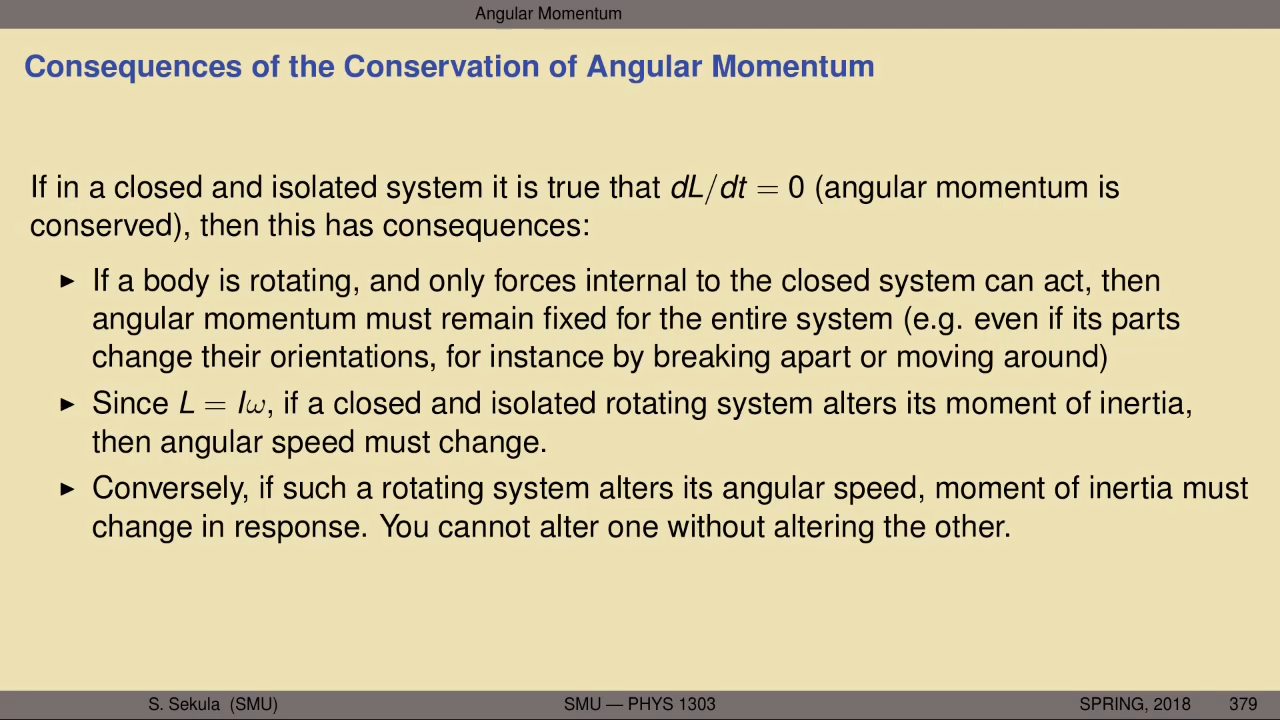 Angular Momentum
Consequences of the Conservation of Angular Momentum
If in a closed and isolated system it is true that dL/dt = 0 (angular momentum is
conserved), then this has consequences:
▶ If a body is rotating, and only forces internal to the closed system can act, then
angular momentum must remain fixed for the entire system (e.g. even if its parts
change their orientations, for instance by breaking apart or moving around)
▶ Since L = Iω, if a closed and isolated rotating system alters its moment of inertia,
then angular speed must change.
▶ Conversely, if such a rotating system alters its angular speed, moment of inertia must
change in response. You cannot alter one without altering the other.
S. Sekula (SMU) SMU — PHYS 1303 SPRING, 2018 379